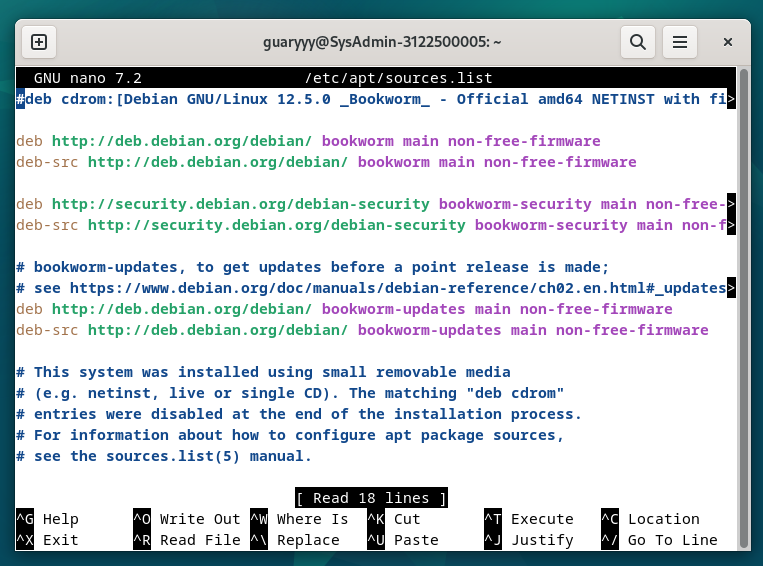 guaryyy@SysAdmin-3122500005: ~
GNU nano 7.2 /etc/apt/sources.list
#deb cdrom:[Debian GNU/Linux 12.5.0 _Bookworm_ - Official amd64 NETINST with fi>
deb http://deb.debian.org/debian/ bookworm main non-free-firmware
deb-src http://deb.debian.org/debian/ bookworm main non-free-firmware
deb http://security.debian.org/debian-security bookworm-security main non-free->
deb-src http://security.debian.org/debian-security bookworm-security main non-f>
# bookworm-updates, to get updates before a point release is made;
# see https://www.debian.org/doc/manuals/debian-reference/ch02.en.html#_updates>
deb http://deb.debian.org/debian/ bookworm-updates main non-free-firmware
deb-src http://deb.debian.org/debian/ bookworm-updates main non-free-firmware
# This system was installed using small removable media
# (e.g. netinst, live or single CD). The matching "deb cdrom"
# entries were disabled at the end of the installation process.
# For information about how to configure apt package sources,
# see the sources.list(5) manual.
[ Read 18 lines ]
^G Help ^O Write Out ^W Where Is ^K Cut ^T Execute ^C Location
^X Exit ^R Read File ^\ Replace ^U Paste ^J Justify ^/ Go To Line